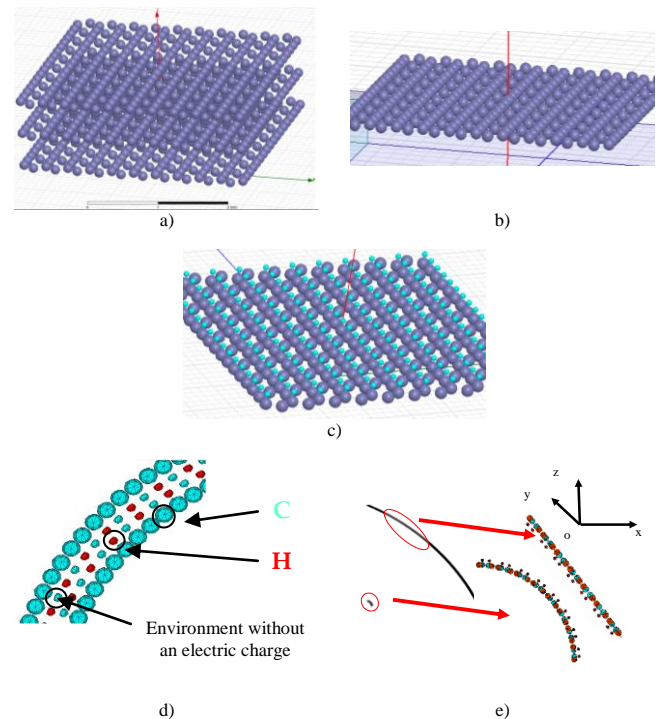 a)
b)
c)
C
H
Environment without
an electric charge
d)
z
y
o
x
e)